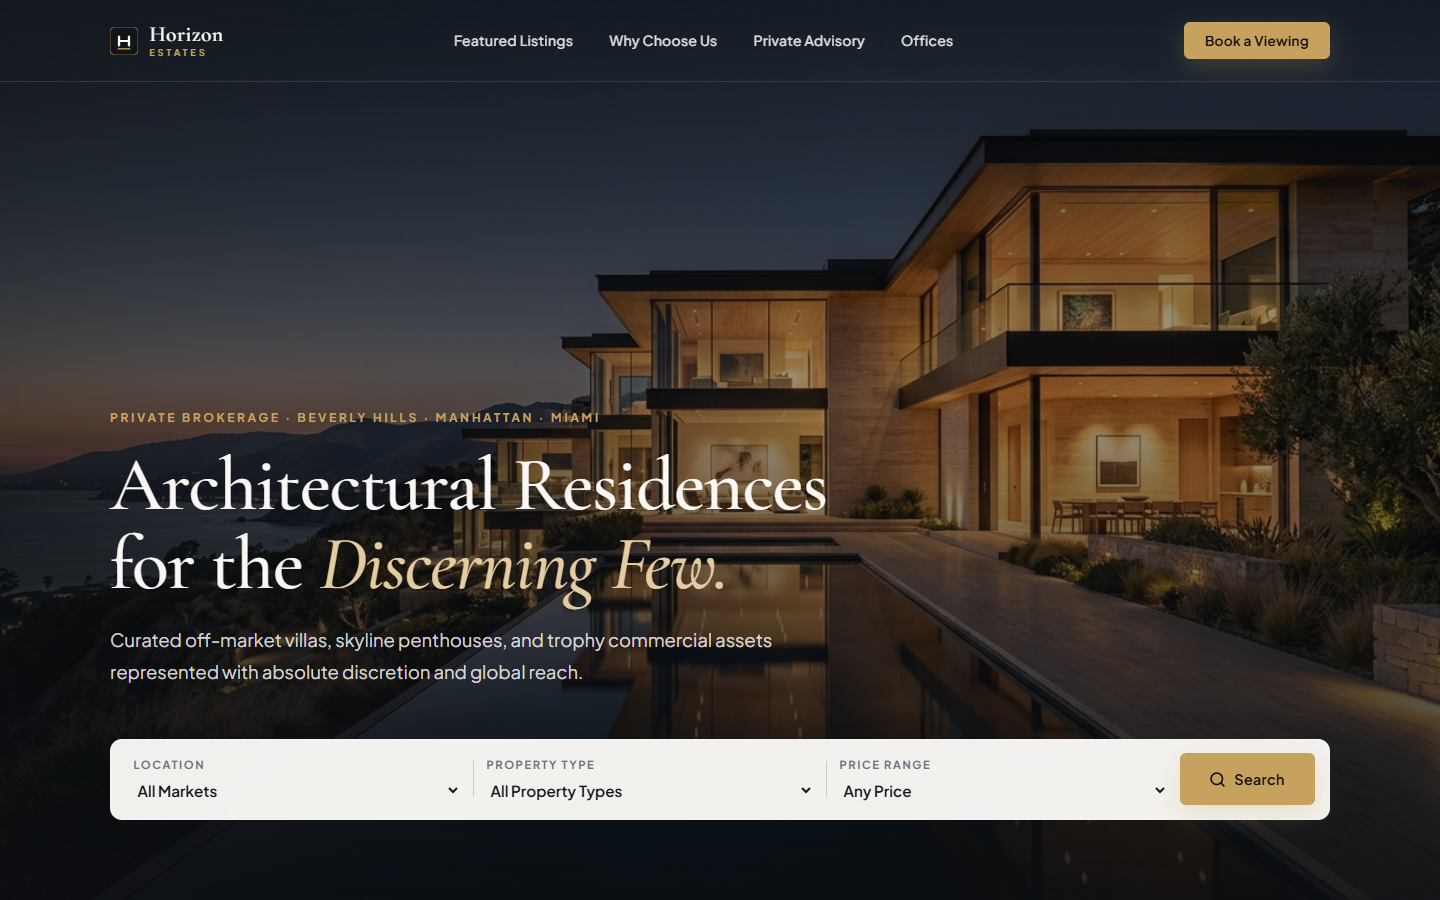 H
Horizon
ESTATES
Featured Listings
Why Choose Us
Private Advisory
Offices
Book a Viewing
PRIVATE BROKERAGE · BEVERLY HILLS · MANHATTAN · MIAMI
Architectural Residences
for the Discerning Few.
Curated off-market villas, skyline penthouses, and trophy commercial assets
represented with absolute discretion and global reach.
LOCATION
All Markets
PROPERTY TYPE
All Property Types
PRICE RANGE
Any Price
Search